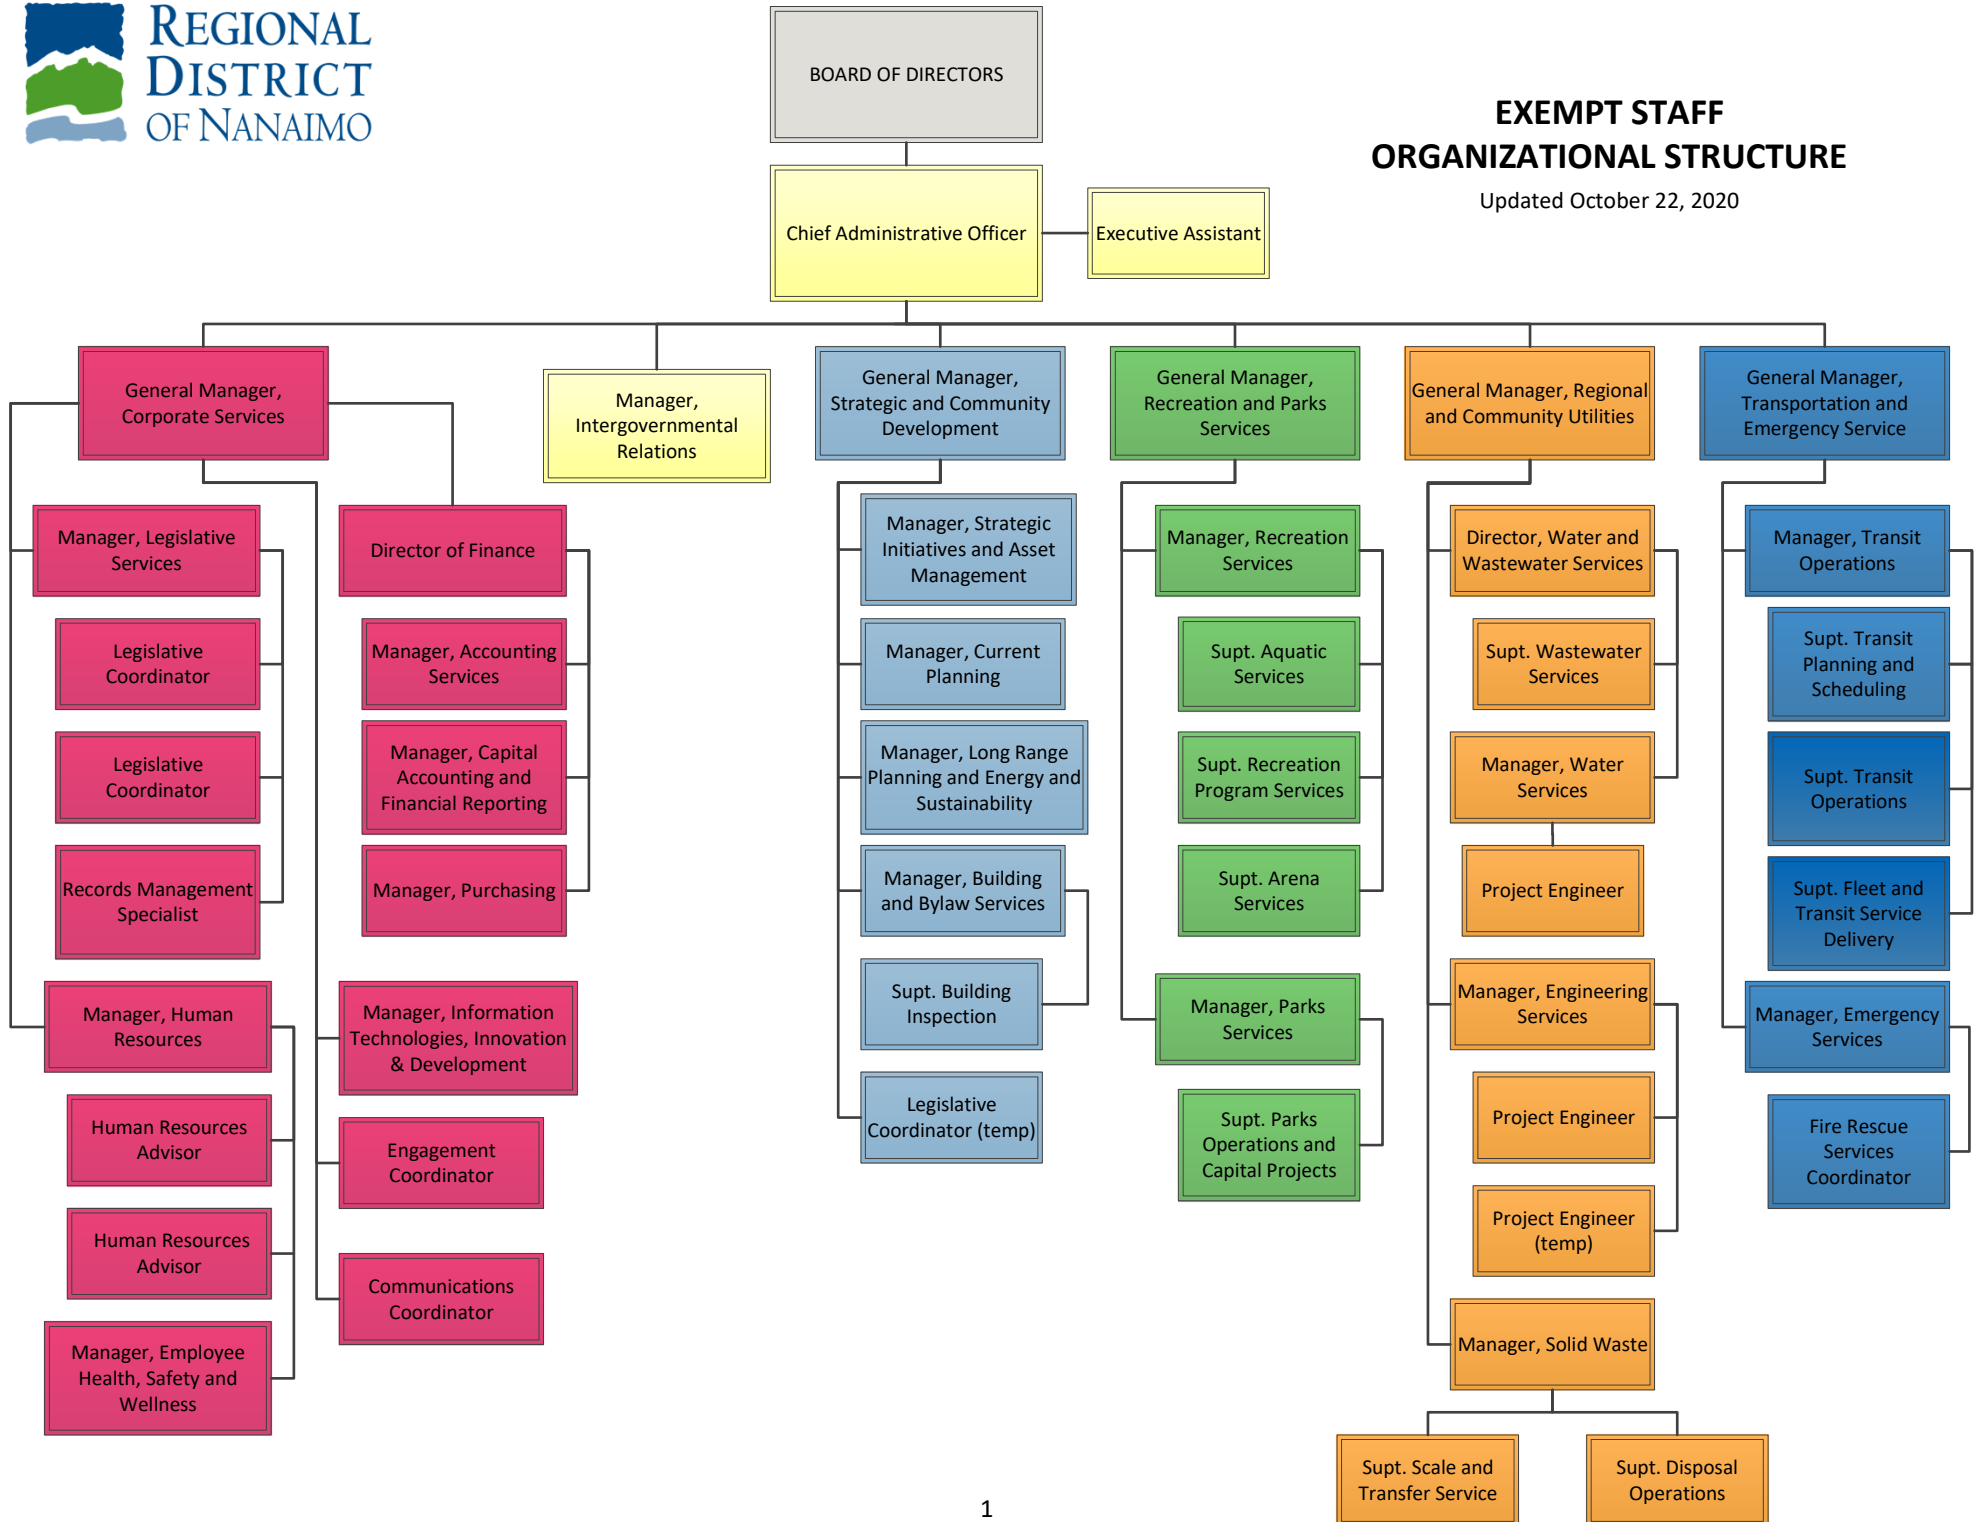 REGIONAL
DISTRICT
OF NANAIMO
BOARD OF DIRECTORS
EXEMPT STAFF
ORGANIZATIONAL STRUCTURE
Updated October 22, 2020
Chief Administrative Officer
Executive Assistant
General Manager,
Corporate Services
Manager,
Intergovernmental
Relations
General Manager,
Strategic and Community
Development
General Manager,
Recreation and Parks
Services
General Manager, Regional
and Community Utilities
General Manager,
Transportation and
Emergency Service
Manager, Legislative
Services
Legislative
Coordinator
Legislative
Coordinator
Records Management
Specialist
Manager, Human
Resources
Human Resources
Advisor
Human Resources
Advisor
Manager, Employee
Health, Safety and
Wellness
Director of Finance
Manager, Accounting
Services
Manager, Capital
Accounting and
Financial Reporting
Manager, Purchasing
Manager, Information
Technologies, Innovation
& Development
Engagement
Coordinator
Communications
Coordinator
Manager, Strategic
Initiatives and Asset
Management
Manager, Current
Planning
Manager, Long Range
Planning and Energy and
Sustainability
Manager, Building
and Bylaw Services
Supt. Building
Inspection
Legislative
Coordinator (temp)
Manager, Recreation
Services
Supt. Aquatic
Services
Supt. Recreation
Program Services
Supt. Arena
Services
Manager, Parks
Services
Supt. Parks
Operations and
Capital Projects
Director, Water and
Wastewater Services
Supt. Wastewater
Services
Manager, Water
Services
Project Engineer
Manager, Engineering
Services
Project Engineer
Project Engineer
(temp)
Manager, Solid Waste
Supt. Scale and
Transfer Service
Supt. Disposal
Operations
Manager, Transit
Operations
Supt. Transit
Planning and
Scheduling
Supt. Transit
Operations
Supt. Fleet and
Transit Service
Delivery
Manager, Emergency
Services
Fire Rescue
Services
Coordinator
1